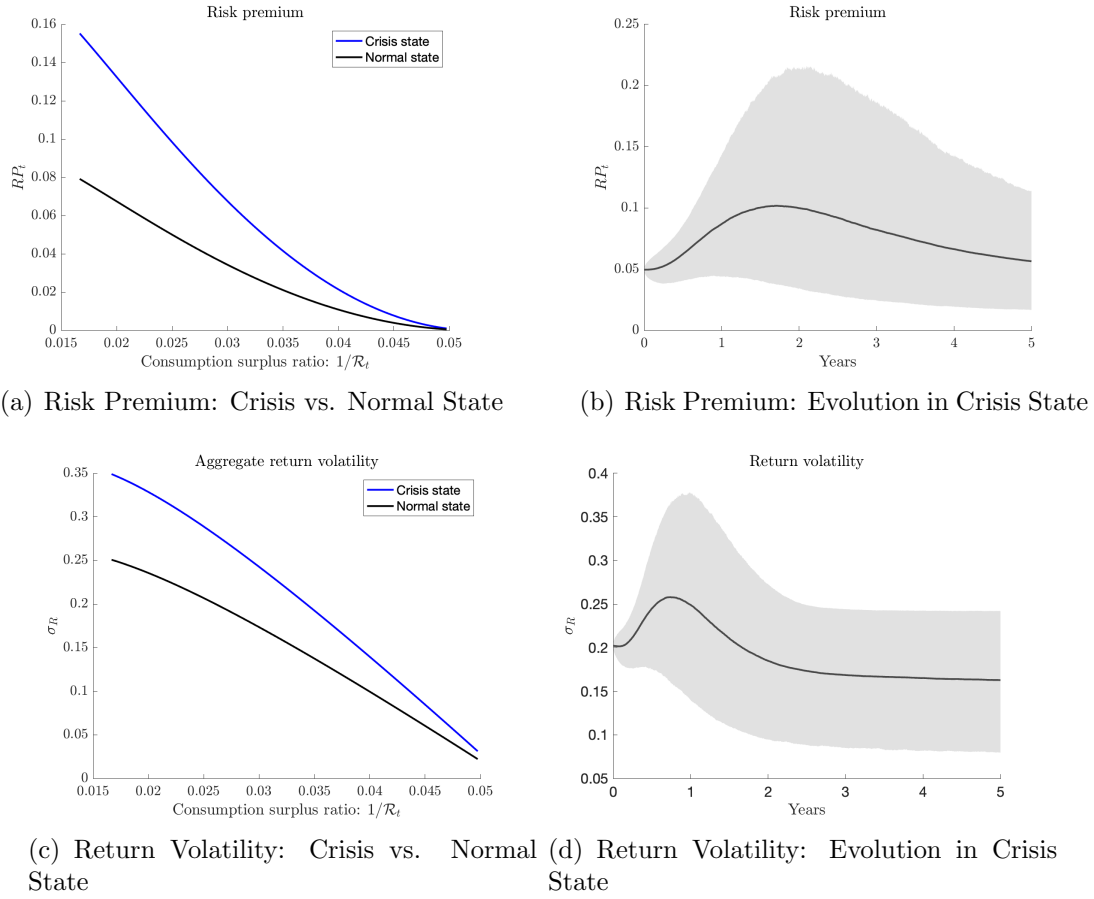 Risk premium
0.16
0.14
0.12
0.1
0.08
0.06
0.04
0.02
0
RP_t
Crisis state
Normal state
0.015 0.02 0.025 0.03 0.035 0.04 0.045 0.05
Consumption surplus ratio: 1/ℛ_t
(a) Risk Premium: Crisis vs. Normal State
Risk premium
0.25
0.2
0.15
0.1
0.05
0
RP_t
0 1 2 3 4 5
Years
(b) Risk Premium: Evolution in Crisis State
Aggregate return volatility
0.35
0.3
0.25
0.2
0.15
0.1
0.05
0
σ_R
Crisis state
Normal state
0.015 0.02 0.025 0.03 0.035 0.04 0.045 0.05
Consumption surplus ratio: 1/ℛ_t
(c) Return Volatility: Crisis vs. Normal
State
Return volatility
0.4
0.35
0.3
0.25
0.2
0.15
0.1
0.05
σ_R
0 1 2 3 4 5
Years
(d) Return Volatility: Evolution in Crisis
State